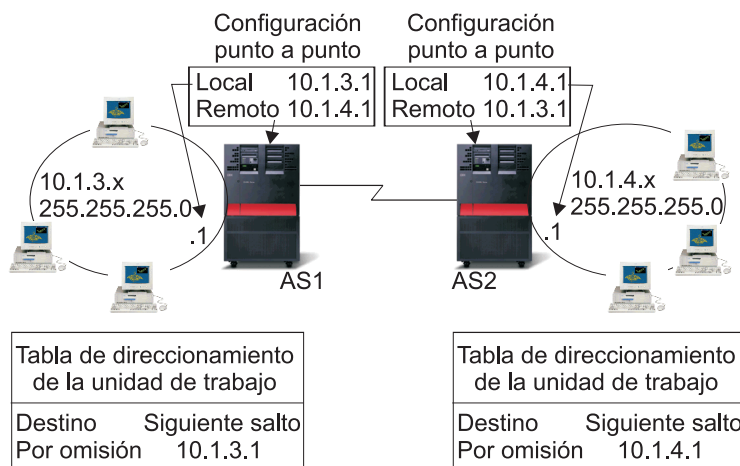 Configuración
punto a punto
Local 10.1.3.1
Remoto 10.1.4.1
Configuración
punto a punto
Local 10.1.4.1
Remoto 10.1.3.1
10.1.3.x
255.255.255.0
.1
AS1
AS2
10.1.4.x
255.255.255.0
.1
Tabla de direccionamiento
de la unidad de trabajo
Destino Siguiente salto
Por omisión 10.1.3.1
Tabla de direccionamiento
de la unidad de trabajo
Destino Siguiente salto
Por omisión 10.1.4.1